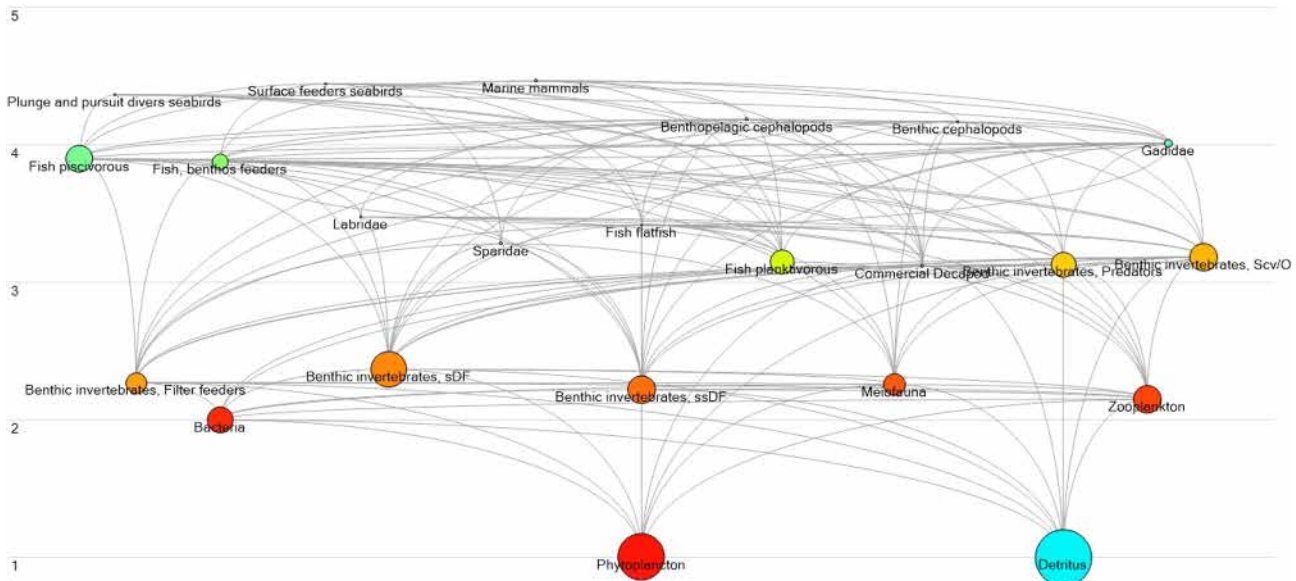 5
Surface feeders seabirds
Marine mammals
Plunge and pursuit divers seabirds
Benthopelagic cephalopods
Benthic cephalopods
4
Fish piscivorous
Fish, benthos feeders
Gadidae
Labridae
Sparidae
Fish flatfish
Fish planktivorous
Commercial Decapod
Benthic invertebrates, Predators
Benthic invertebrates, Scv/O
3
Benthic invertebrates, Filter feeders
Benthic invertebrates, sDF
Benthic invertebrates, ssDF
Meiofauna
Zooplankton
2
Bacteria
1
Phytoplancton
Detritus